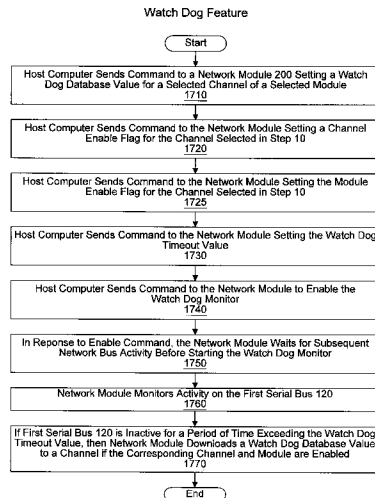 Watch Dog Feature
Start
Host Computer Sends Command to a Network Module 200 Setting a Watch
Dog Database Value for a Selected Channel of a Selected Module
1710
Host Computer Sends Command to the Network Module Setting a Channel
Enable Flag for the Channel Selected in Step 10
1720
Host Computer Sends Command to the Network Module Setting the Module
Enable Flag for the Channel Selected in Step 10
1725
Host Computer Sends Command to the Network Module Setting the Watch Dog
Timeout Value
1730
Host Computer Sends Command to the Network Module to Enable the
Watch Dog Monitor
1740
In Reponse to Enable Command, the Network Module Waits for Subsequent
Network Bus Activity Before Starting the Watch Dog Monitor
1750
Network Module Monitors Activity on the First Serial Bus 120
1760
If First Serial Bus 120 is Inactive for a Period of Time Exceeding the Watch Dog
Timeout Value, then Network Module Downloads a Watch Dog Database Value
to a Channel if the Corresponding Channel and Module are Enabled
1770
End